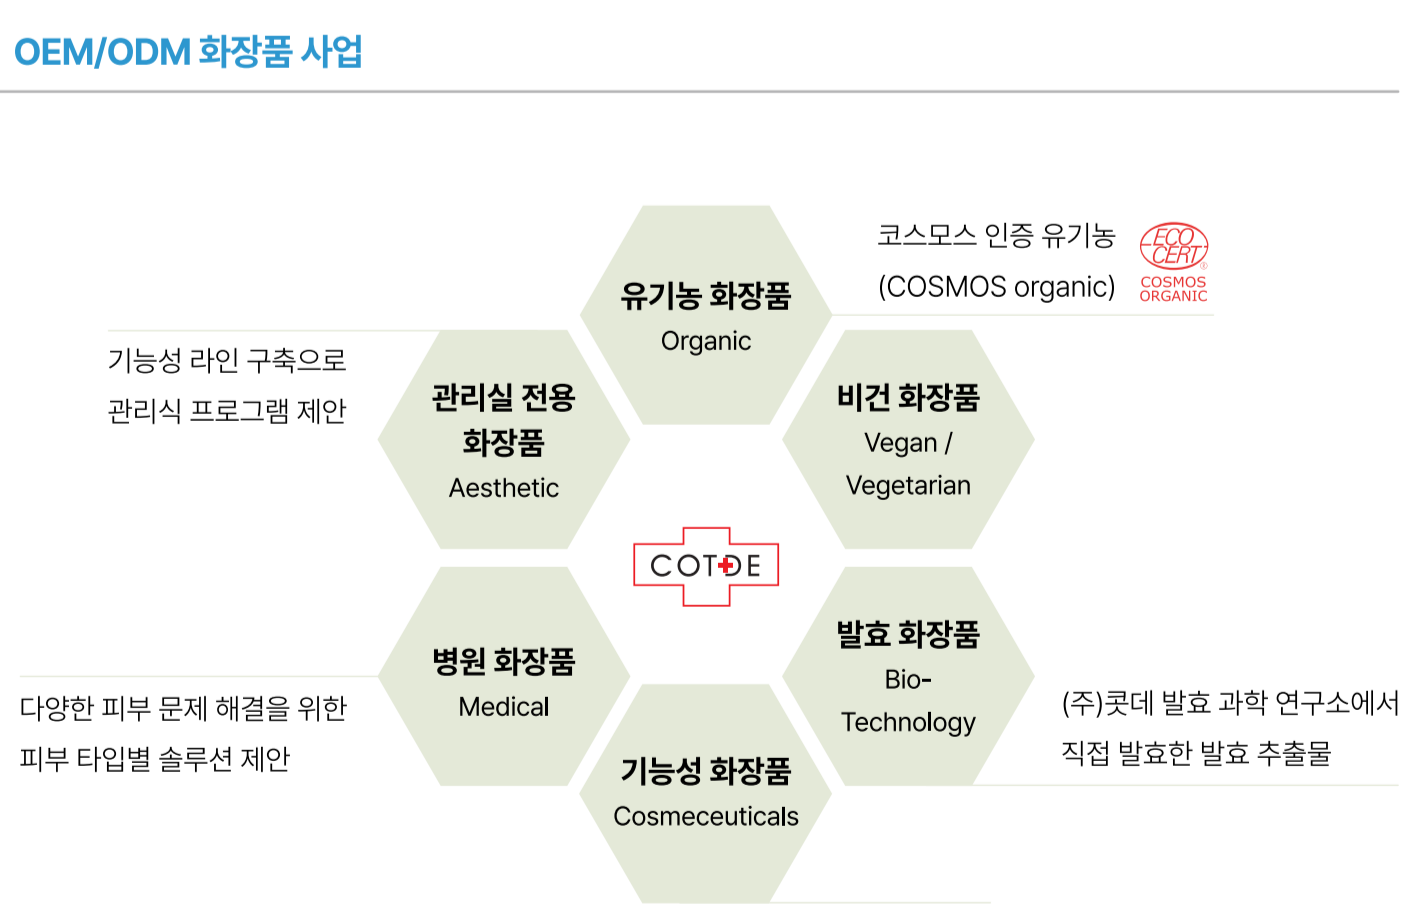 OEM/ODM 화장품 사업
유기농 화장품
Organic
코스모스 인증 유기농
(COSMOS organic)
ECO
CERT
®
COSMOS
ORGANIC
기능성 라인 구축으로
관리식 프로그램 제안
관리실 전용
화장품
Aesthetic
비건 화장품
Vegan /
Vegetarian
COTDE
병원 화장품
Medical
다양한 피부 문제 해결을 위한
피부 타입별 솔루션 제안
발효 화장품
Bio-
Technology
(주)콧데 발효 과학 연구소에서
직접 발효한 발효 추출물
기능성 화장품
Cosmeceuticals